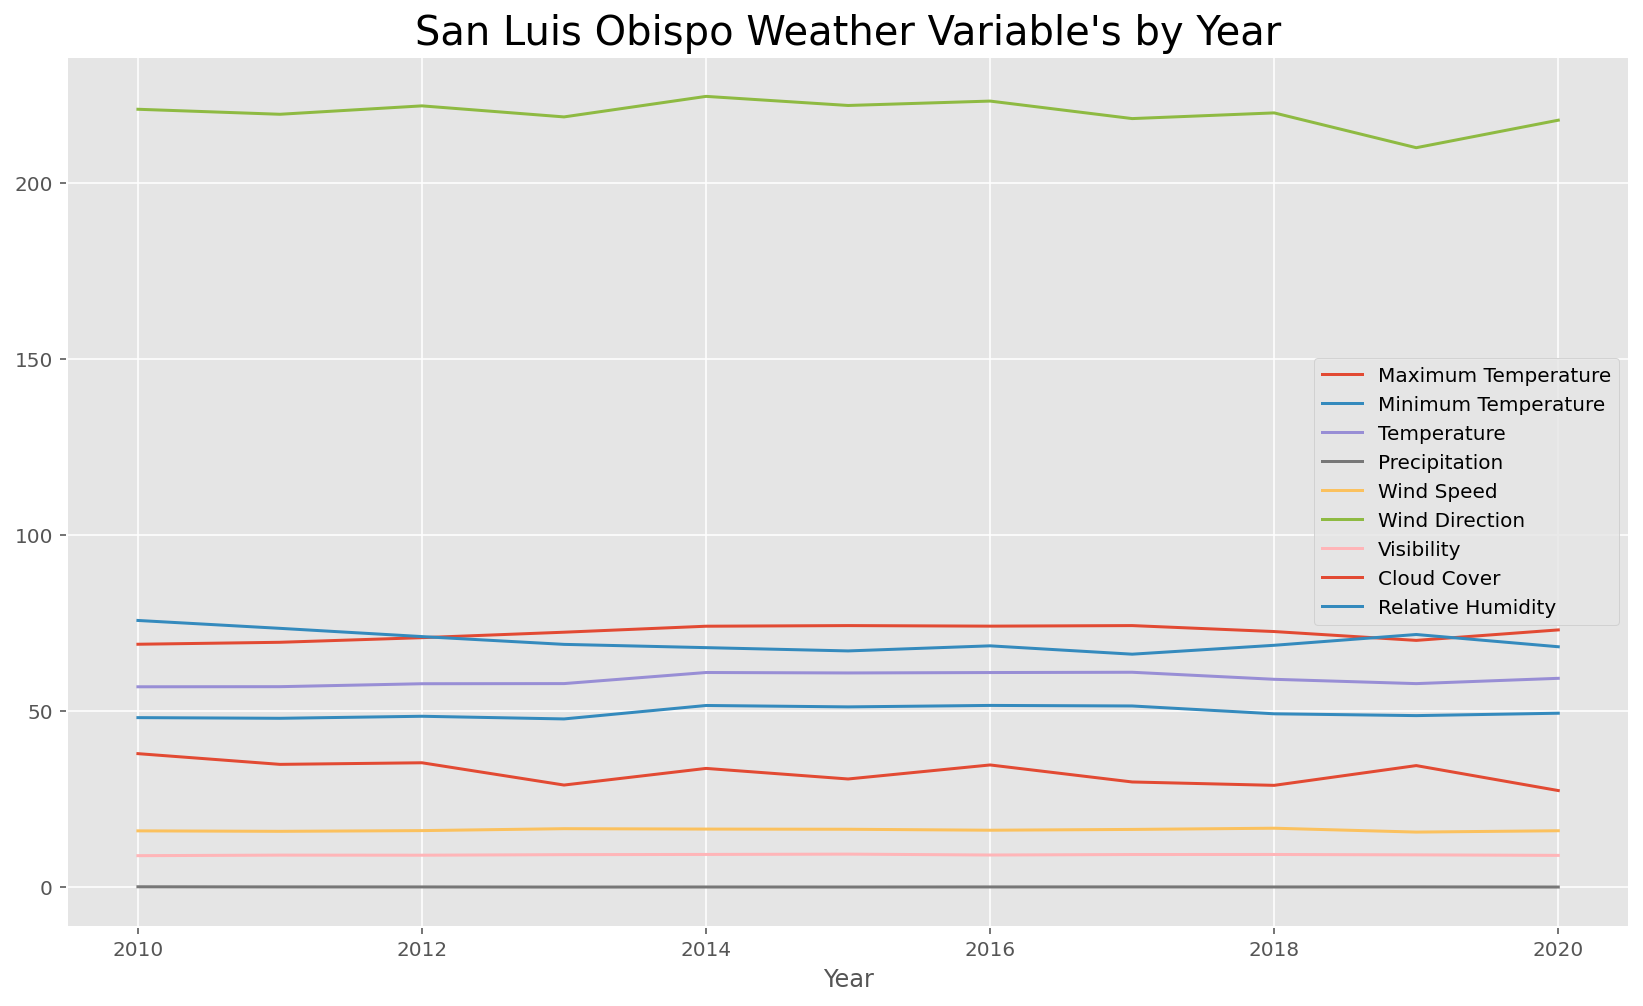 San Luis Obispo Weather Variable's by Year
200
150
100
50
0
Maximum Temperature
Minimum Temperature
Temperature
Precipitation
Wind Speed
Wind Direction
Visibility
Cloud Cover
Relative Humidity
2010 2012 2014 2016 2018 2020
Year